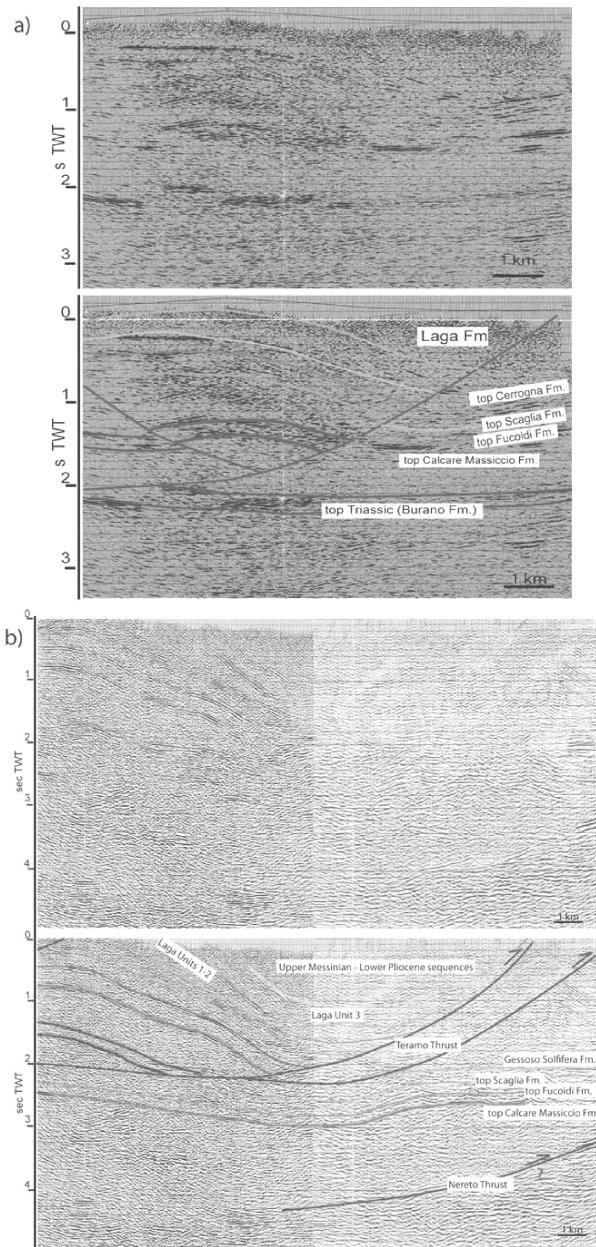 a)
0
1
s TWT
2
3
1 km
0
Laga Fm
1
top Cerrogna Fm.
top Scaglia Fm.
top Fucoidi Fm.
s TWT
top Calcare Massiccio Fm.
2
top Triassic (Burano Fm.)
3
1 km
b)
0
1
2
sec TWT
3
4
1 km
0
Laga Units 1-2
Upper Messinian - Lower Pliocene sequences
1
Laga Unit 3
Teramo Thrust
2
Gessoso Solfifera Fm.
sec TWT
top Scaglia Fm.
top Fucoidi Fm.
3
top Calcare Massiccio Fm
?
4
Nereto Thrust
1 km